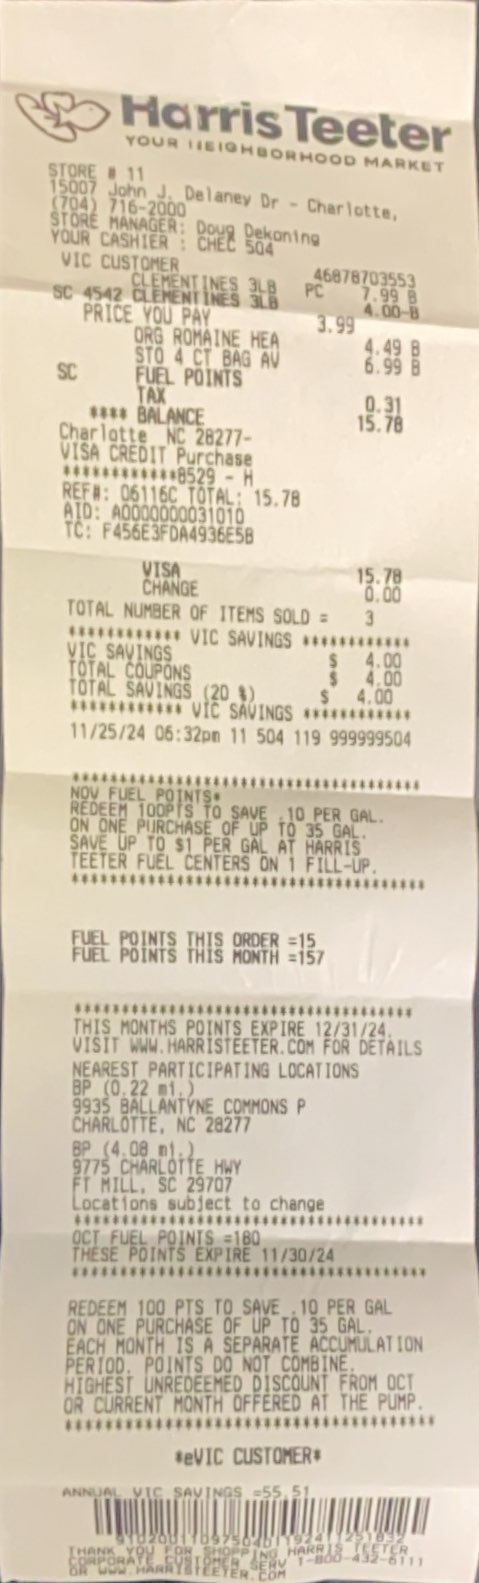 Harris Teeter
YOUR NEIGHBORHOOD MARKET
STORE # 11
15007 John J. Delaney Dr - Charlotte,
(704) 716-2000
STORE MANAGER: Doug Dekoning
YOUR CASHIER : CHEC 504
VIC CUSTOMER 46878703553
CLEMENTINES 3LB PC 7.99 B
SC 4542 CLEMENTINES 3LB 4.00-B
PRICE YOU PAY 3.99
ORG ROMAINE HEA 4.49 B
STO 4 CT BAG AV 6.99 B
SC FUEL POINTS
TAX 0.31
**** BALANCE 15.78
Charlotte NC 28277-
VISA CREDIT Purchase
************8529 - H
REF#: 06116C TOTAL: 15.78
AID: A0000000031010
TC: F456E3FDA4936E5B
VISA 15.78
CHANGE 0.00
TOTAL NUMBER OF ITEMS SOLD = 3
************ VIC SAVINGS ************
VIC SAVINGS $ 4.00
TOTAL COUPONS $ 4.00
TOTAL SAVINGS (20 %) $ 4.00
************ VIC SAVINGS ************
11/25/24 06:32pm 11 504 119 999999504
*************************************
NOV FUEL POINTS*
REDEEM 100PTS TO SAVE .10 PER GAL.
ON ONE PURCHASE OF UP TO 35 GAL.
SAVE UP TO $1 PER GAL AT HARRIS
TEETER FUEL CENTERS ON 1 FILL-UP.
*************************************
FUEL POINTS THIS ORDER =15
FUEL POINTS THIS MONTH =157
*************************************
THIS MONTHS POINTS EXPIRE 12/31/24.
VISIT WWW.HARRISTEETER.COM FOR DETAILS
NEAREST PARTICIPATING LOCATIONS
BP (0.22 mi.)
9935 BALLANTYNE COMMONS P
CHARLOTTE, NC 28277
BP (4.08 mi.)
9775 CHARLOTTE HWY
FT MILL, SC 29707
Locations subject to change
*************************************
OCT FUEL POINTS =180
THESE POINTS EXPIRE 11/30/24
*************************************
REDEEM 100 PTS TO SAVE .10 PER GAL
ON ONE PURCHASE OF UP TO 35 GAL.
EACH MONTH IS A SEPARATE ACCUMULATION
PERIOD. POINTS DO NOT COMBINE.
HIGHEST UNREDEEMED DISCOUNT FROM OCT
OR CURRENT MONTH OFFERED AT THE PUMP.
*************************************
*eVIC CUSTOMER*
ANNUAL VIC SAVINGS =55.51
THANK YOU FOR SHOPPING HARRIS TEETER
CORPORATE CUSTOMER SERV 1-800-432-6111
OR WWW.HARRISTEETER.COM